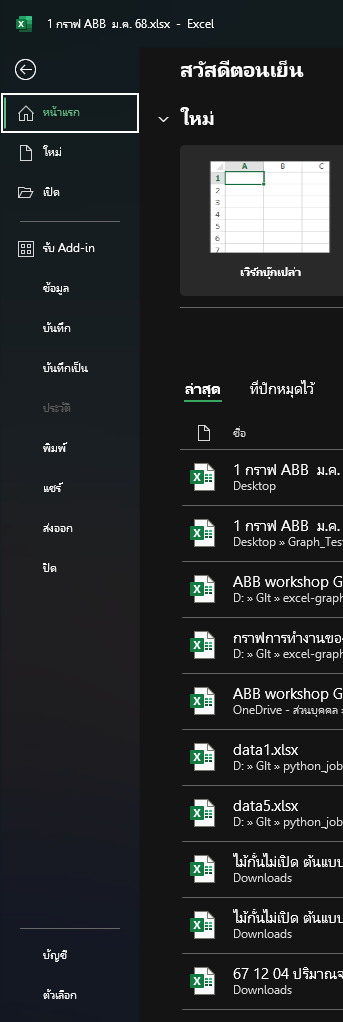 1 กราฟ ABB ม.ค. 68.xlsx - Excel
สวัสดีตอนเย็น
หน้าแรก
ใหม่
เปิด
รับ Add-in
ข้อมูล
บันทึก
บันทึกเป็น
ประวัติ
พิมพ์
แชร์
ส่งออก
ปิด
บัญชี
ตัวเลือก
ใหม่
A B C
1
2
3
4
5
6
7
เวิร์กบุ๊กเปล่า
ล่าสุด ที่ปักหมุดไว้
ชื่อ
1 กราฟ ABB ม.ค.
Desktop
1 กราฟ ABB ม.ค.
Desktop » Graph_Tes
ABB workshop G
D: » GIt » excel-graph
กราฟการทำงานของ
D: » GIt » excel-graph
ABB workshop G
OneDrive - ส่วนบุคคล »
data1.xlsx
D: » GIt » python_job
data5.xlsx
D: » GIt » python_job
ไม้กั้นไม่เปิด ต้นแบบ
Downloads
ไม้กั้นไม่เปิด ต้นแบบ
Downloads
67 12 04 ปริมาณจ
Downloads